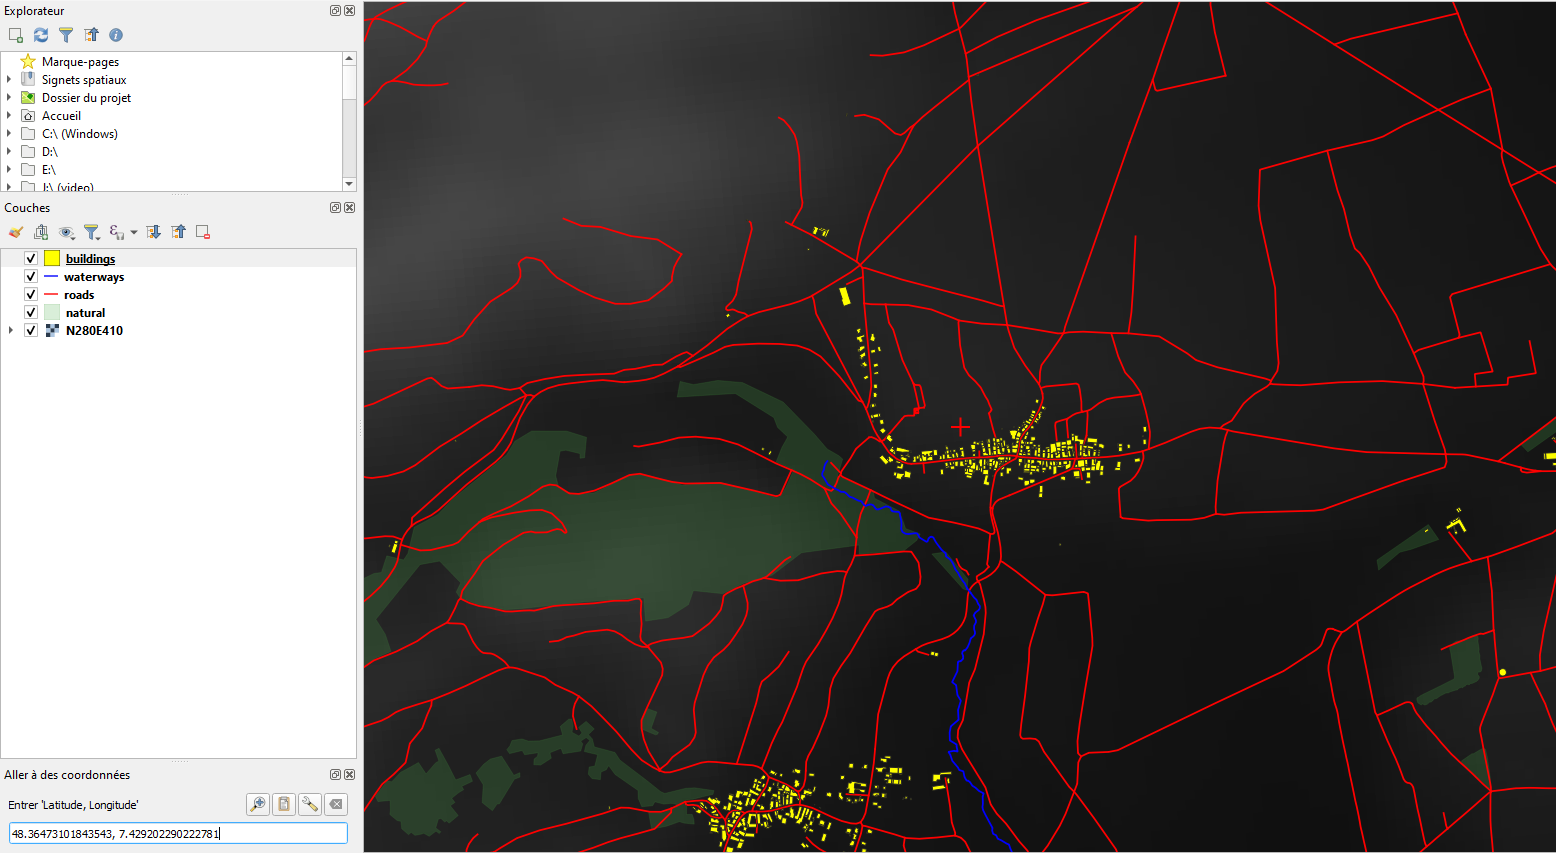 Explorateur
Marque-pages
Signets spatiaux
Dossier du projet
Accueil
C:\ (Windows)
D:\
E:\
J:\ (video)
Couches
buildings
waterways
roads
natural
N280E410
Aller à des coordonnées
Entrer 'Latitude, Longitude'
48.36473101843543, 7.429202290222781